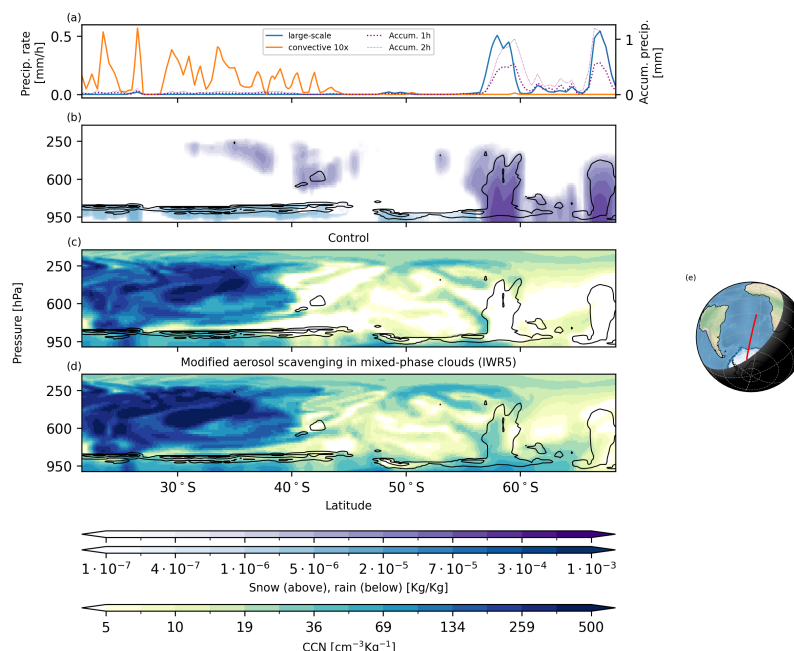 (a)
0.5
0.0
Precip. rate
[mm/h]
large-scale
convective 10x
Accum. 1h
Accum. 2h
1
0
Accum. precip.
[mm]
(b)
250
600
950
Control
(c)
250
600
950
Pressure [hPa]
Modified aerosol scavenging in mixed-phase clouds (IWR5)
(d)
250
600
950
30°S 40°S 50°S 60°S
Latitude
(e)
1·10⁻⁷ 4·10⁻⁷ 1·10⁻⁶ 5·10⁻⁶ 2·10⁻⁵ 7·10⁻⁵ 3·10⁻⁴ 1·10⁻³
Snow (above), rain (below) [Kg/Kg]
5 10 19 36 69 134 259 500
CCN [cm⁻³Kg⁻¹]